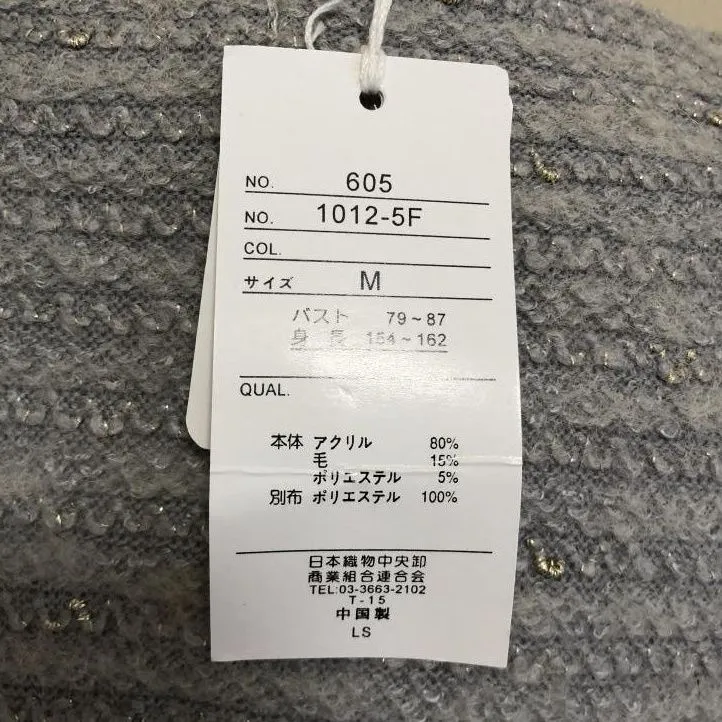 NO. 605
NO. 1012-5F
COL.
サイズ M
バスト 79~87
身長 154~162
QUAL.
本体 アクリル 80%
毛 15%
ポリエステル 5%
別布 ポリエステル 100%
日本織物中央卸
商業組合連合会
TEL:03-3663-2102
T-15
中国製
LS